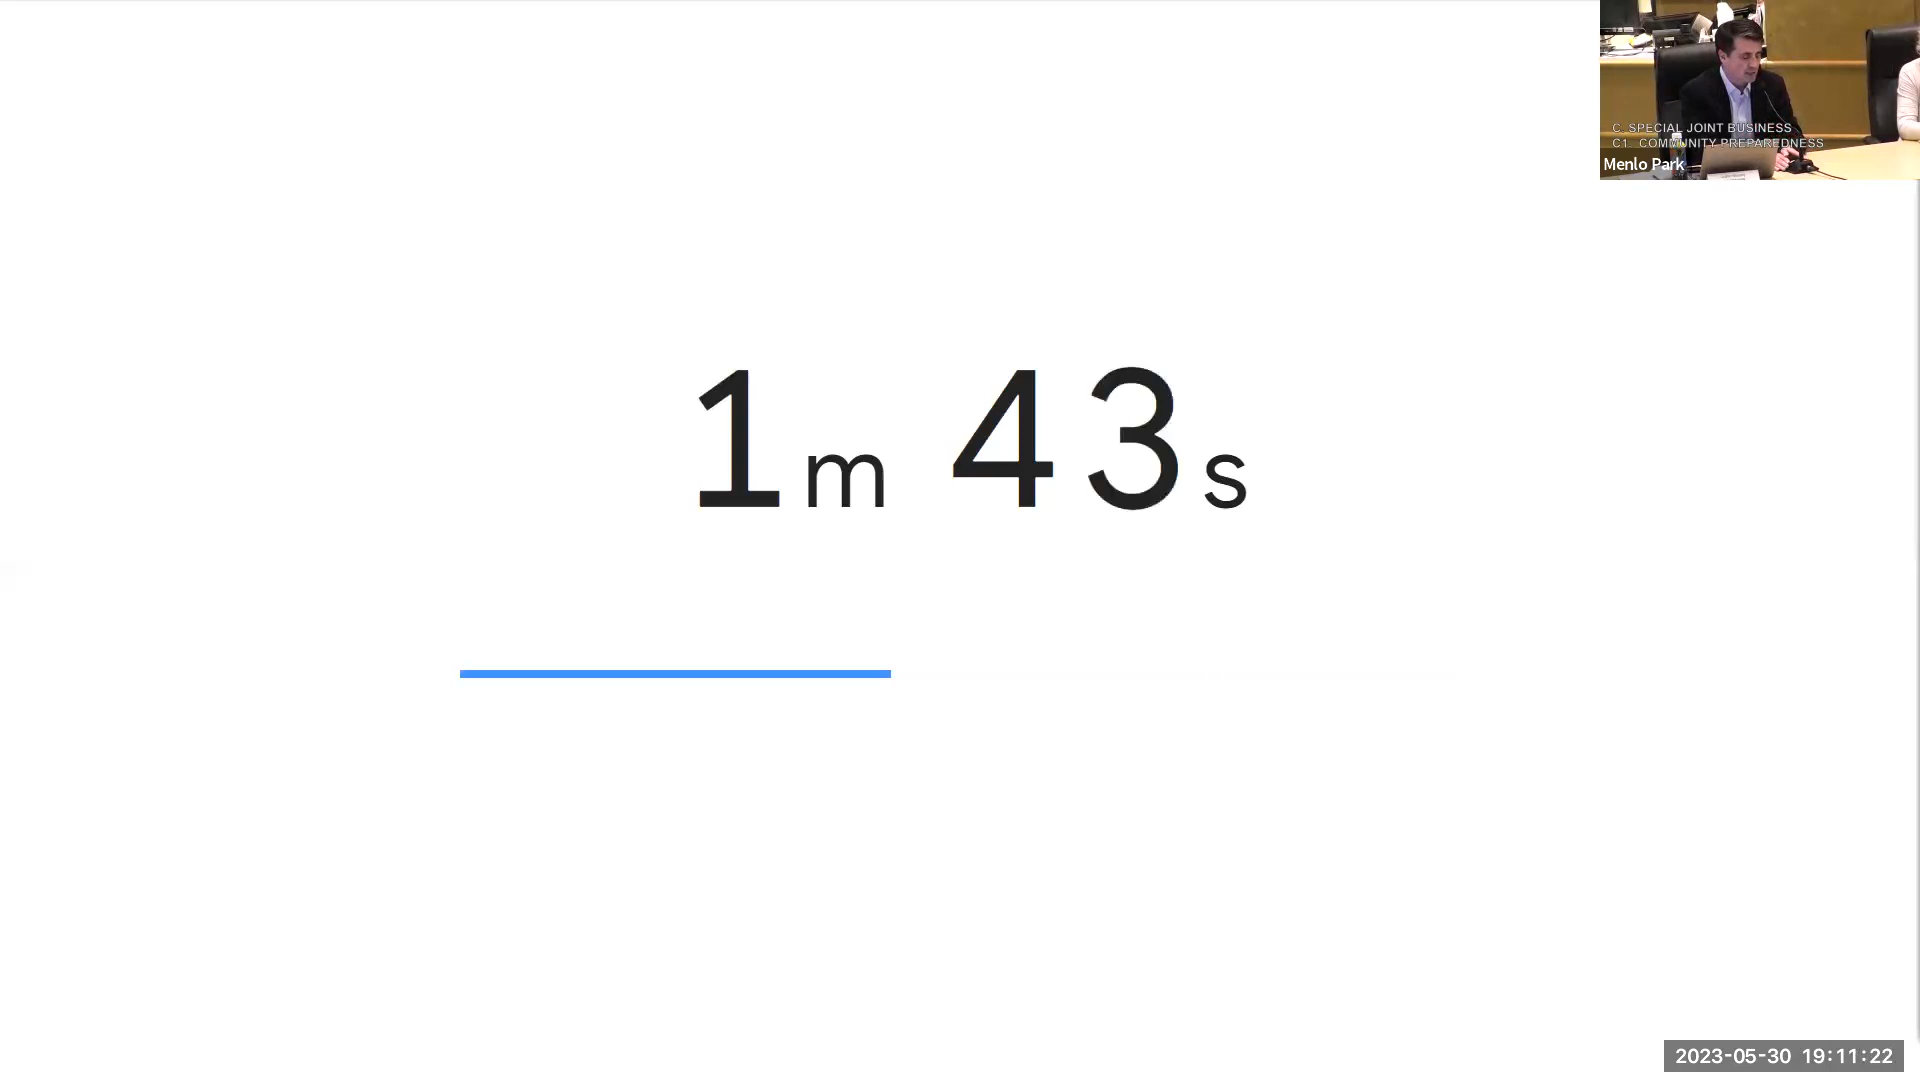 C. SPECIAL JOINT BUSINESS
C1. COMMUNITY PREPAREDNESS
Menlo Park
1m 43s
2023-05-30 19:11:22